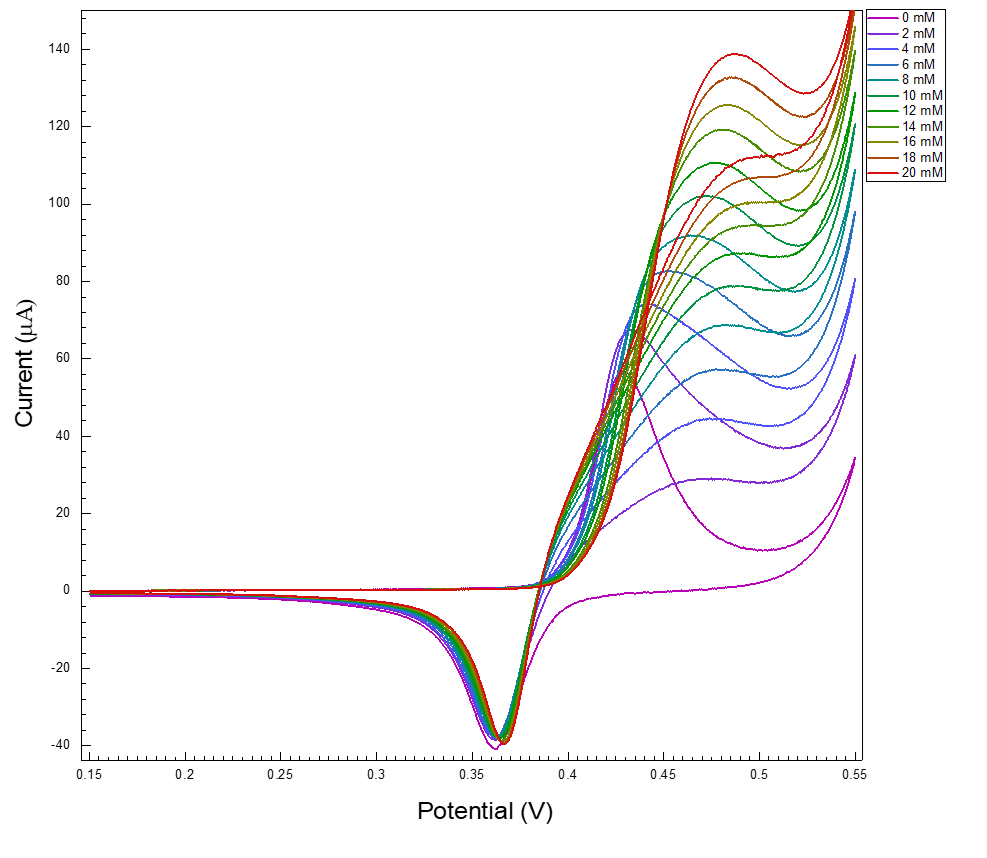 0 mM
2 mM
4 mM
6 mM
8 mM
10 mM
12 mM
14 mM
16 mM
18 mM
20 mM
140
120
100
80
60
40
20
0
-20
-40
Current (µA)
0.15 0.2 0.25 0.3 0.35 0.4 0.45 0.5 0.55
Potential (V)